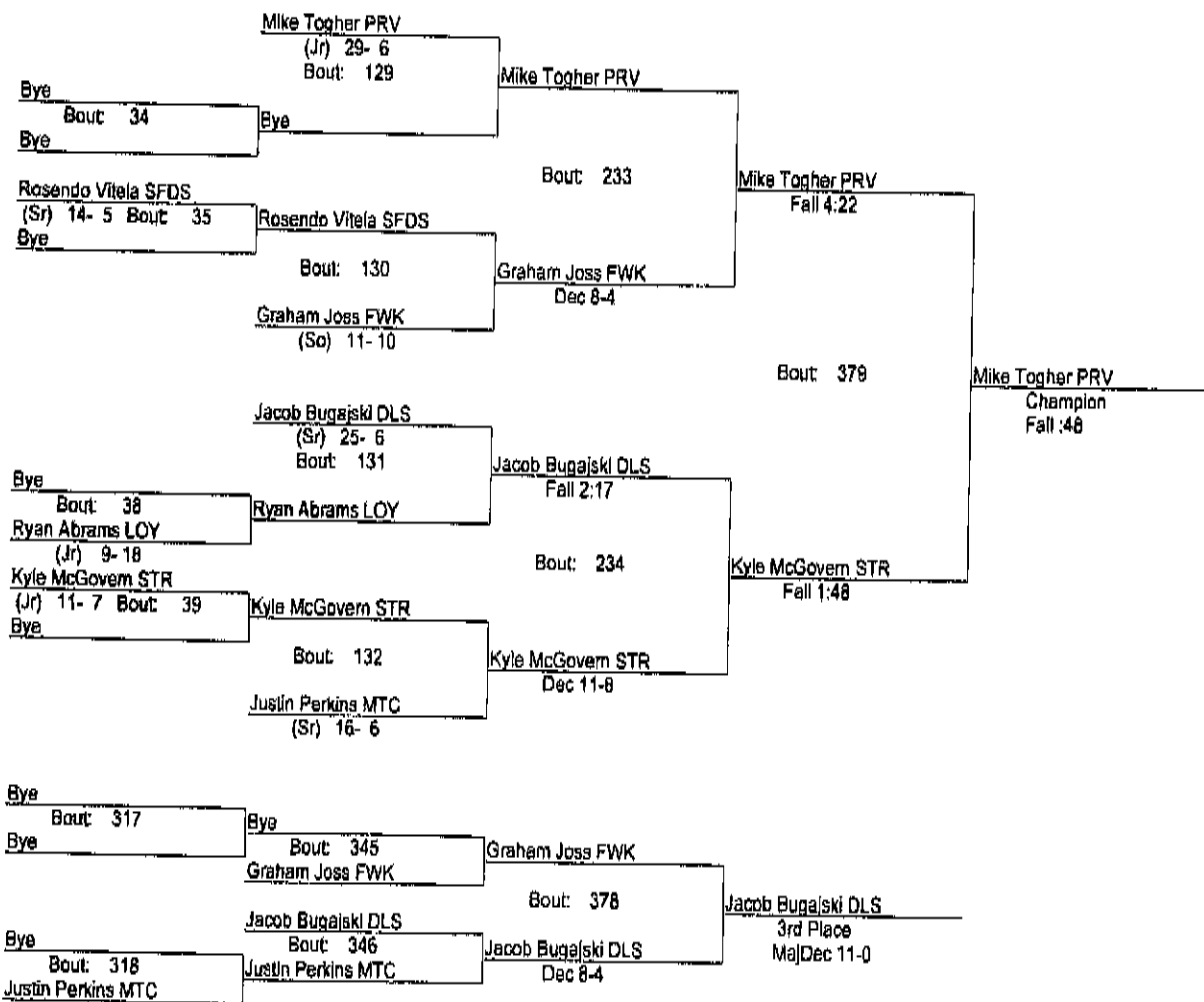 Mike Togher PRV
(Jr) 29- 6
Bout: 129
Mike Togher PRV
Bye
Bout: 34
Bye
Bye
Bout: 233
Mike Togher PRV
Fall 4:22
Rosendo Vitela SFDS
(Sr) 14- 5 Bout: 35
Rosendo Vitela SFDS
Bye
Bout: 130
Graham Joss FWK
Dec 8-4
Graham Joss FWK
(So) 11- 10
Bout: 379
Mike Togher PRV
Champion
Fall :48
Jacob Bugajski DLS
(Sr) 25- 6
Bout: 131
Jacob Bugajski DLS
Fall 2:17
Bye
Bout: 38
Ryan Abrams LOY
Ryan Abrams LOY
(Jr) 9- 18
Bout: 234
Kyle McGovern STR
Fall 1:48
Kyle McGovern STR
(Jr) 11- 7 Bout: 39
Kyle McGovern STR
Bye
Bout: 132
Kyle McGovern STR
Dec 11-8
Justin Perkins MTC
(Sr) 16- 6
Bye
Bout: 317
Bye
Bye
Bout: 345
Graham Joss FWK
Graham Joss FWK
Bout: 378
Jacob Bugajski DLS
3rd Place
MajDec 11-0
Jacob Bugajski DLS
Bout: 346
Jacob Bugajski DLS
Dec 8-4
Bye
Bout: 318
Justin Perkins MTC
Justin Perkins MTC